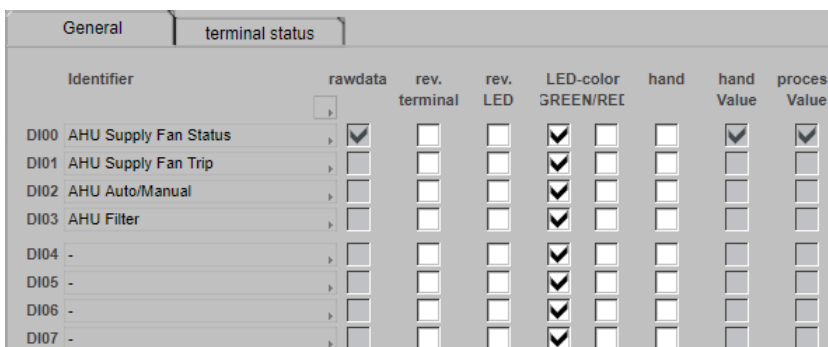 General terminal status
Identifier rawdata rev. rev. LED-color hand hand proces
terminal LED GREEN/RED Value Value
DI00 AHU Supply Fan Status
DI01 AHU Supply Fan Trip
DI02 AHU Auto/Manual
DI03 AHU Filter
DI04 -
DI05 -
DI06 -
DI07 -